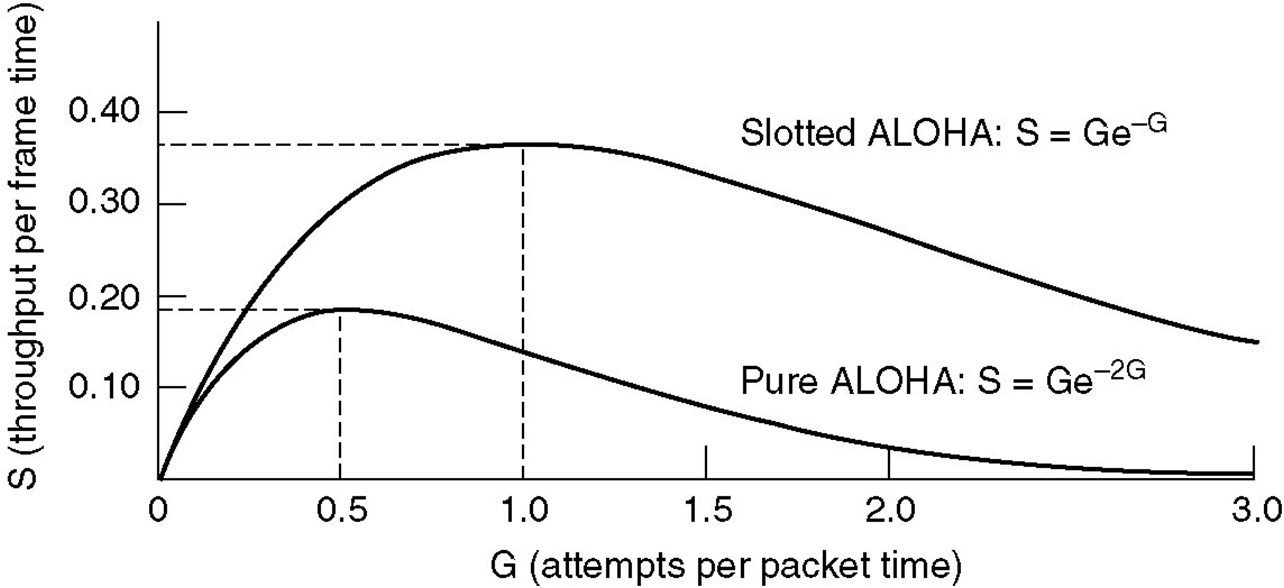 S (throughput per frame time)
0.40
0.30
0.20
0.10
Slotted ALOHA: S = Ge–G
Pure ALOHA: S = Ge–2G
0 0.5 1.0 1.5 2.0 3.0
G (attempts per packet time)